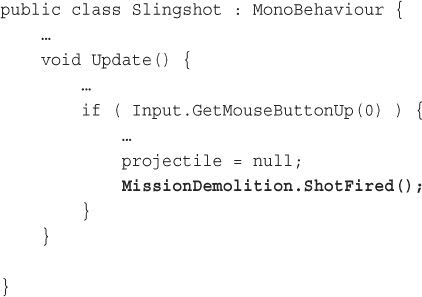 public class Slingshot : MonoBehaviour {
    …
    void Update() {
        …
        if ( Input.GetMouseButtonUp(0) ) {
            …
            projectile = null;
            MissionDemolition.ShotFired();
        }
    }

}